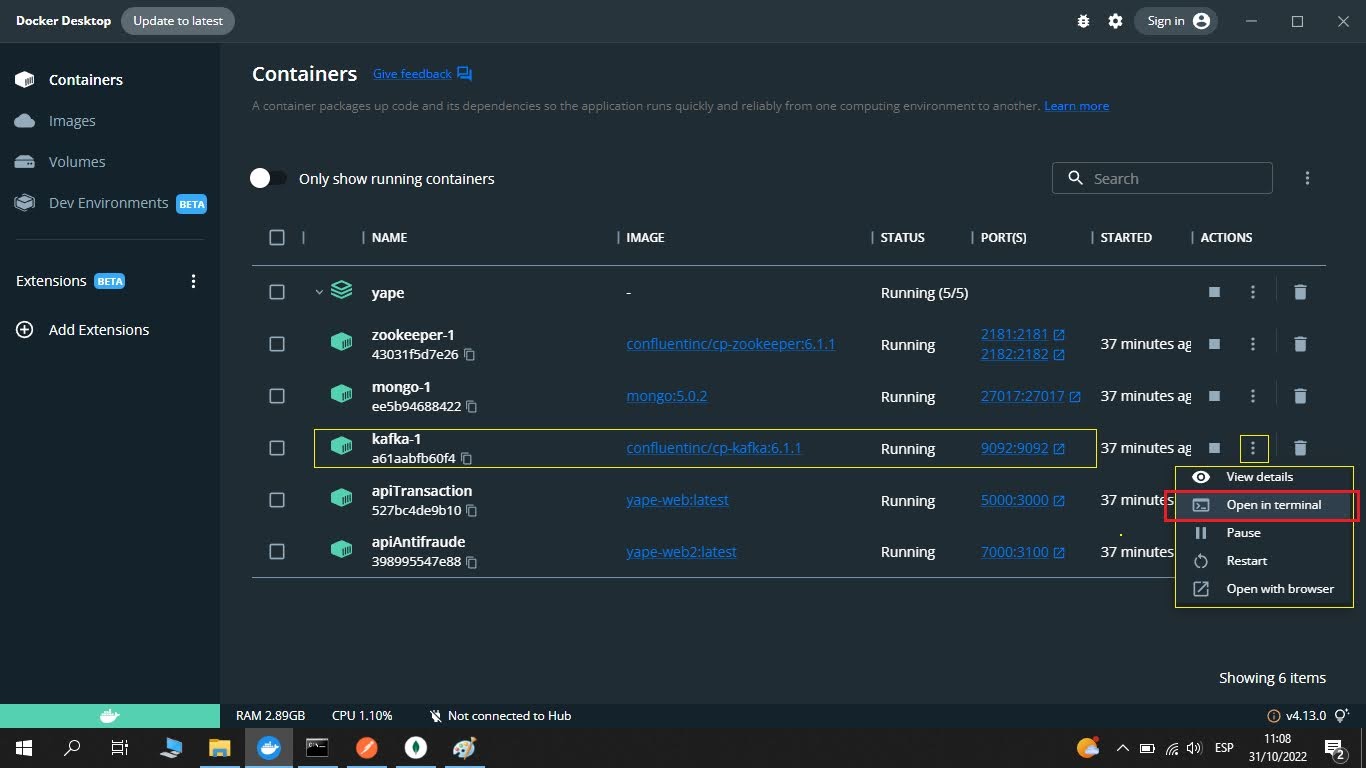 Docker Desktop Update to latest Sign in
Containers
Images
Volumes
Dev Environments BETA
Extensions BETA
Add Extensions
Containers Give feedback
A container packages up code and its dependencies so the application runs quickly and reliably from one computing environment to another. Learn more
Only show running containers Search
NAME IMAGE STATUS PORT(S) STARTED ACTIONS
yape - Running (5/5)
zookeeper-1
43031f5d7e26
confluentinc/cp-zookeeper:6.1.1 Running
2181:2181
2182:2182
37 minutes ag
mongo-1
ee5b94688422
mongo:5.0.2 Running 27017:27017 37 minutes ag
kafka-1
a61aabfb60f4
confluentinc/cp-kafka:6.1.1 Running 9092:9092 37 minutes ag
apiTransaction
527bc4de9b10
yape-web:latest Running 5000:3000 37 minutes
apiAntifraude
398995547e88
yape-web2:latest Running 7000:3100 37 minutes
View details
Open in terminal
Pause
Restart
Open with browser
Showing 6 items
RAM 2.89GB CPU 1.10% Not connected to Hub v4.13.0
ESP
11:08
31/10/2022
2